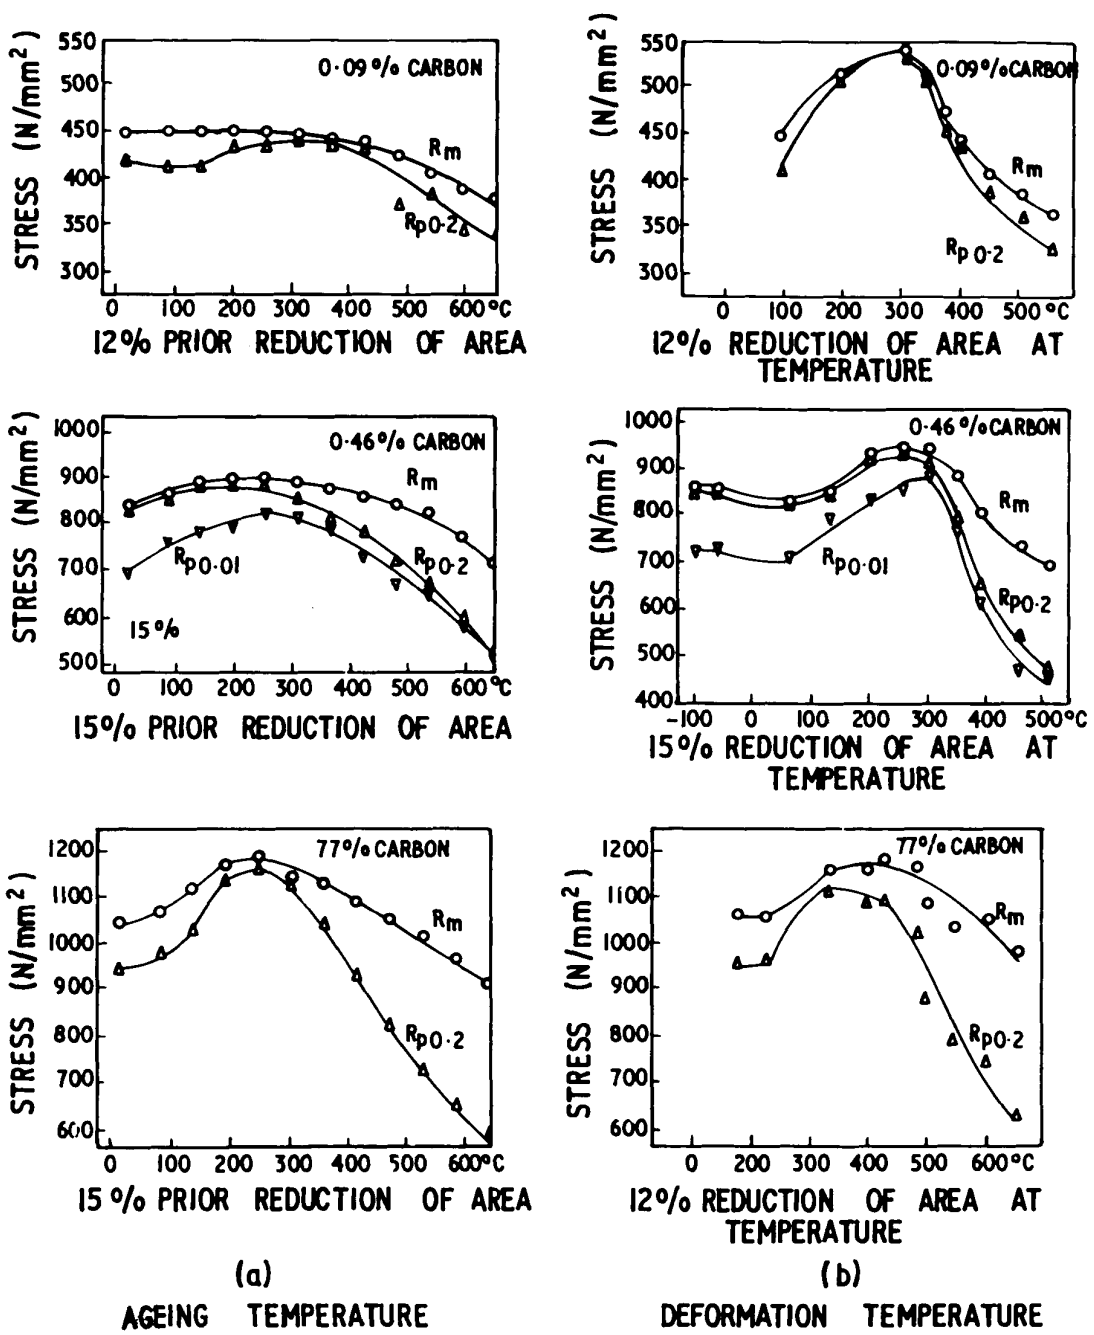 STRESS (N/mm²)
550
500
450
400
350
300
0·09% CARBON
Rm
Rp0·2
0 100 200 300 400 500 600°C
12% PRIOR REDUCTION OF AREA
STRESS (N/mm²)
550
500
450
400
350
300
0·09% CARBON
Rm
Rp0·2
0 100 200 300 400 500°C
12% REDUCTION OF AREA AT
TEMPERATURE
STRESS (N/mm²)
1000
900
800
700
600
500
0·46% CARBON
Rm
Rp0·2
Rp0·01
15%
0 100 200 300 400 500 600°C
15% PRIOR REDUCTION OF AREA
STRESS (N/mm²)
1000
900
800
700
600
500
400
0·46% CARBON
Rm
Rp0·01
Rp0·2
-100 0 100 200 300 400 500°C
15% REDUCTION OF AREA AT
TEMPERATURE
STRESS (N/mm²)
1200
1100
1000
900
800
700
600
77% CARBON
Rm
Rp0·2
0 100 200 300 400 500 600°C
15% PRIOR REDUCTION OF AREA
STRESS (N/mm²)
1200
1100
1000
900
800
700
600
77% CARBON
Rm
Rp0·2
0 200 300 400 500 600°C
12% REDUCTION OF AREA AT
TEMPERATURE
(a)
AGEING TEMPERATURE
(b)
DEFORMATION TEMPERATURE